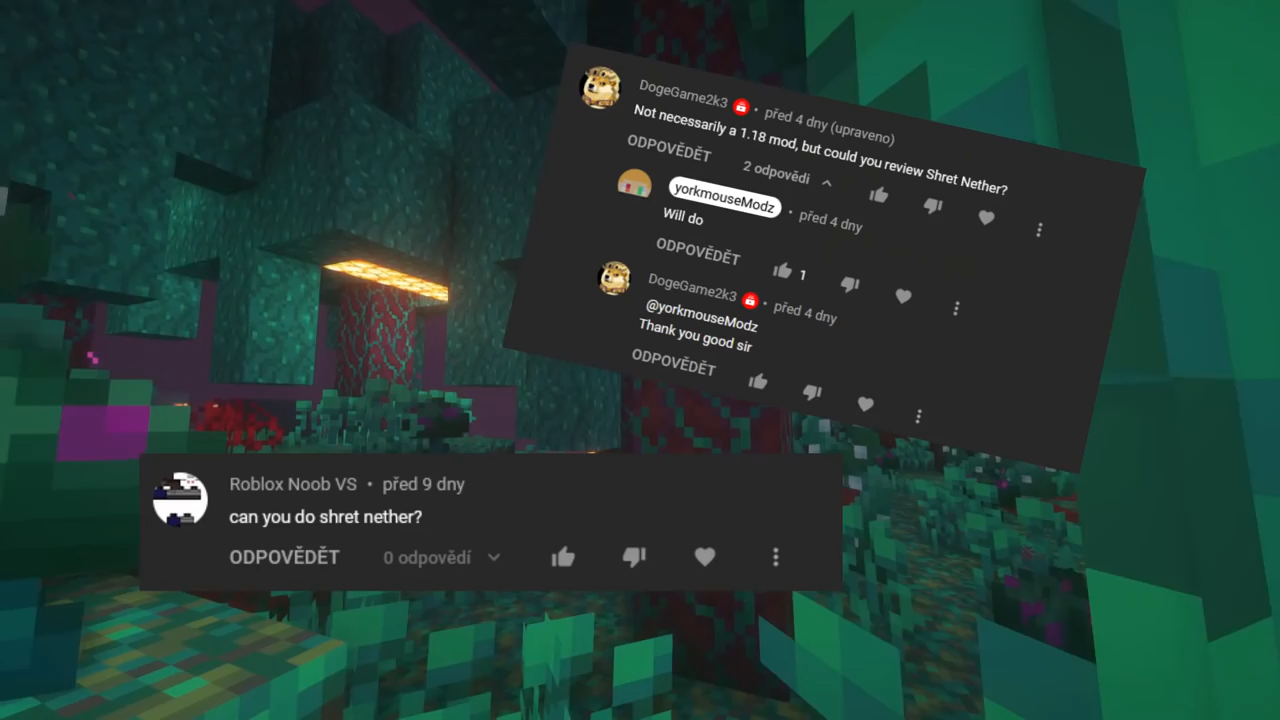 DogeGame2k3 • před 4 dny (upraveno)
Not necessarily a 1.18 mod, but could you review Shret Nether?
ODPOVĚDĚT 2 odpovědi
yorkmouseModz • před 4 dny
Will do
ODPOVĚDĚT 1
DogeGame2k3 • před 4 dny
@yorkmouseModz
Thank you good sir
ODPOVĚDĚT
Roblox Noob VS • před 9 dny
can you do shret nether?
ODPOVĚDĚT 0 odpovědí